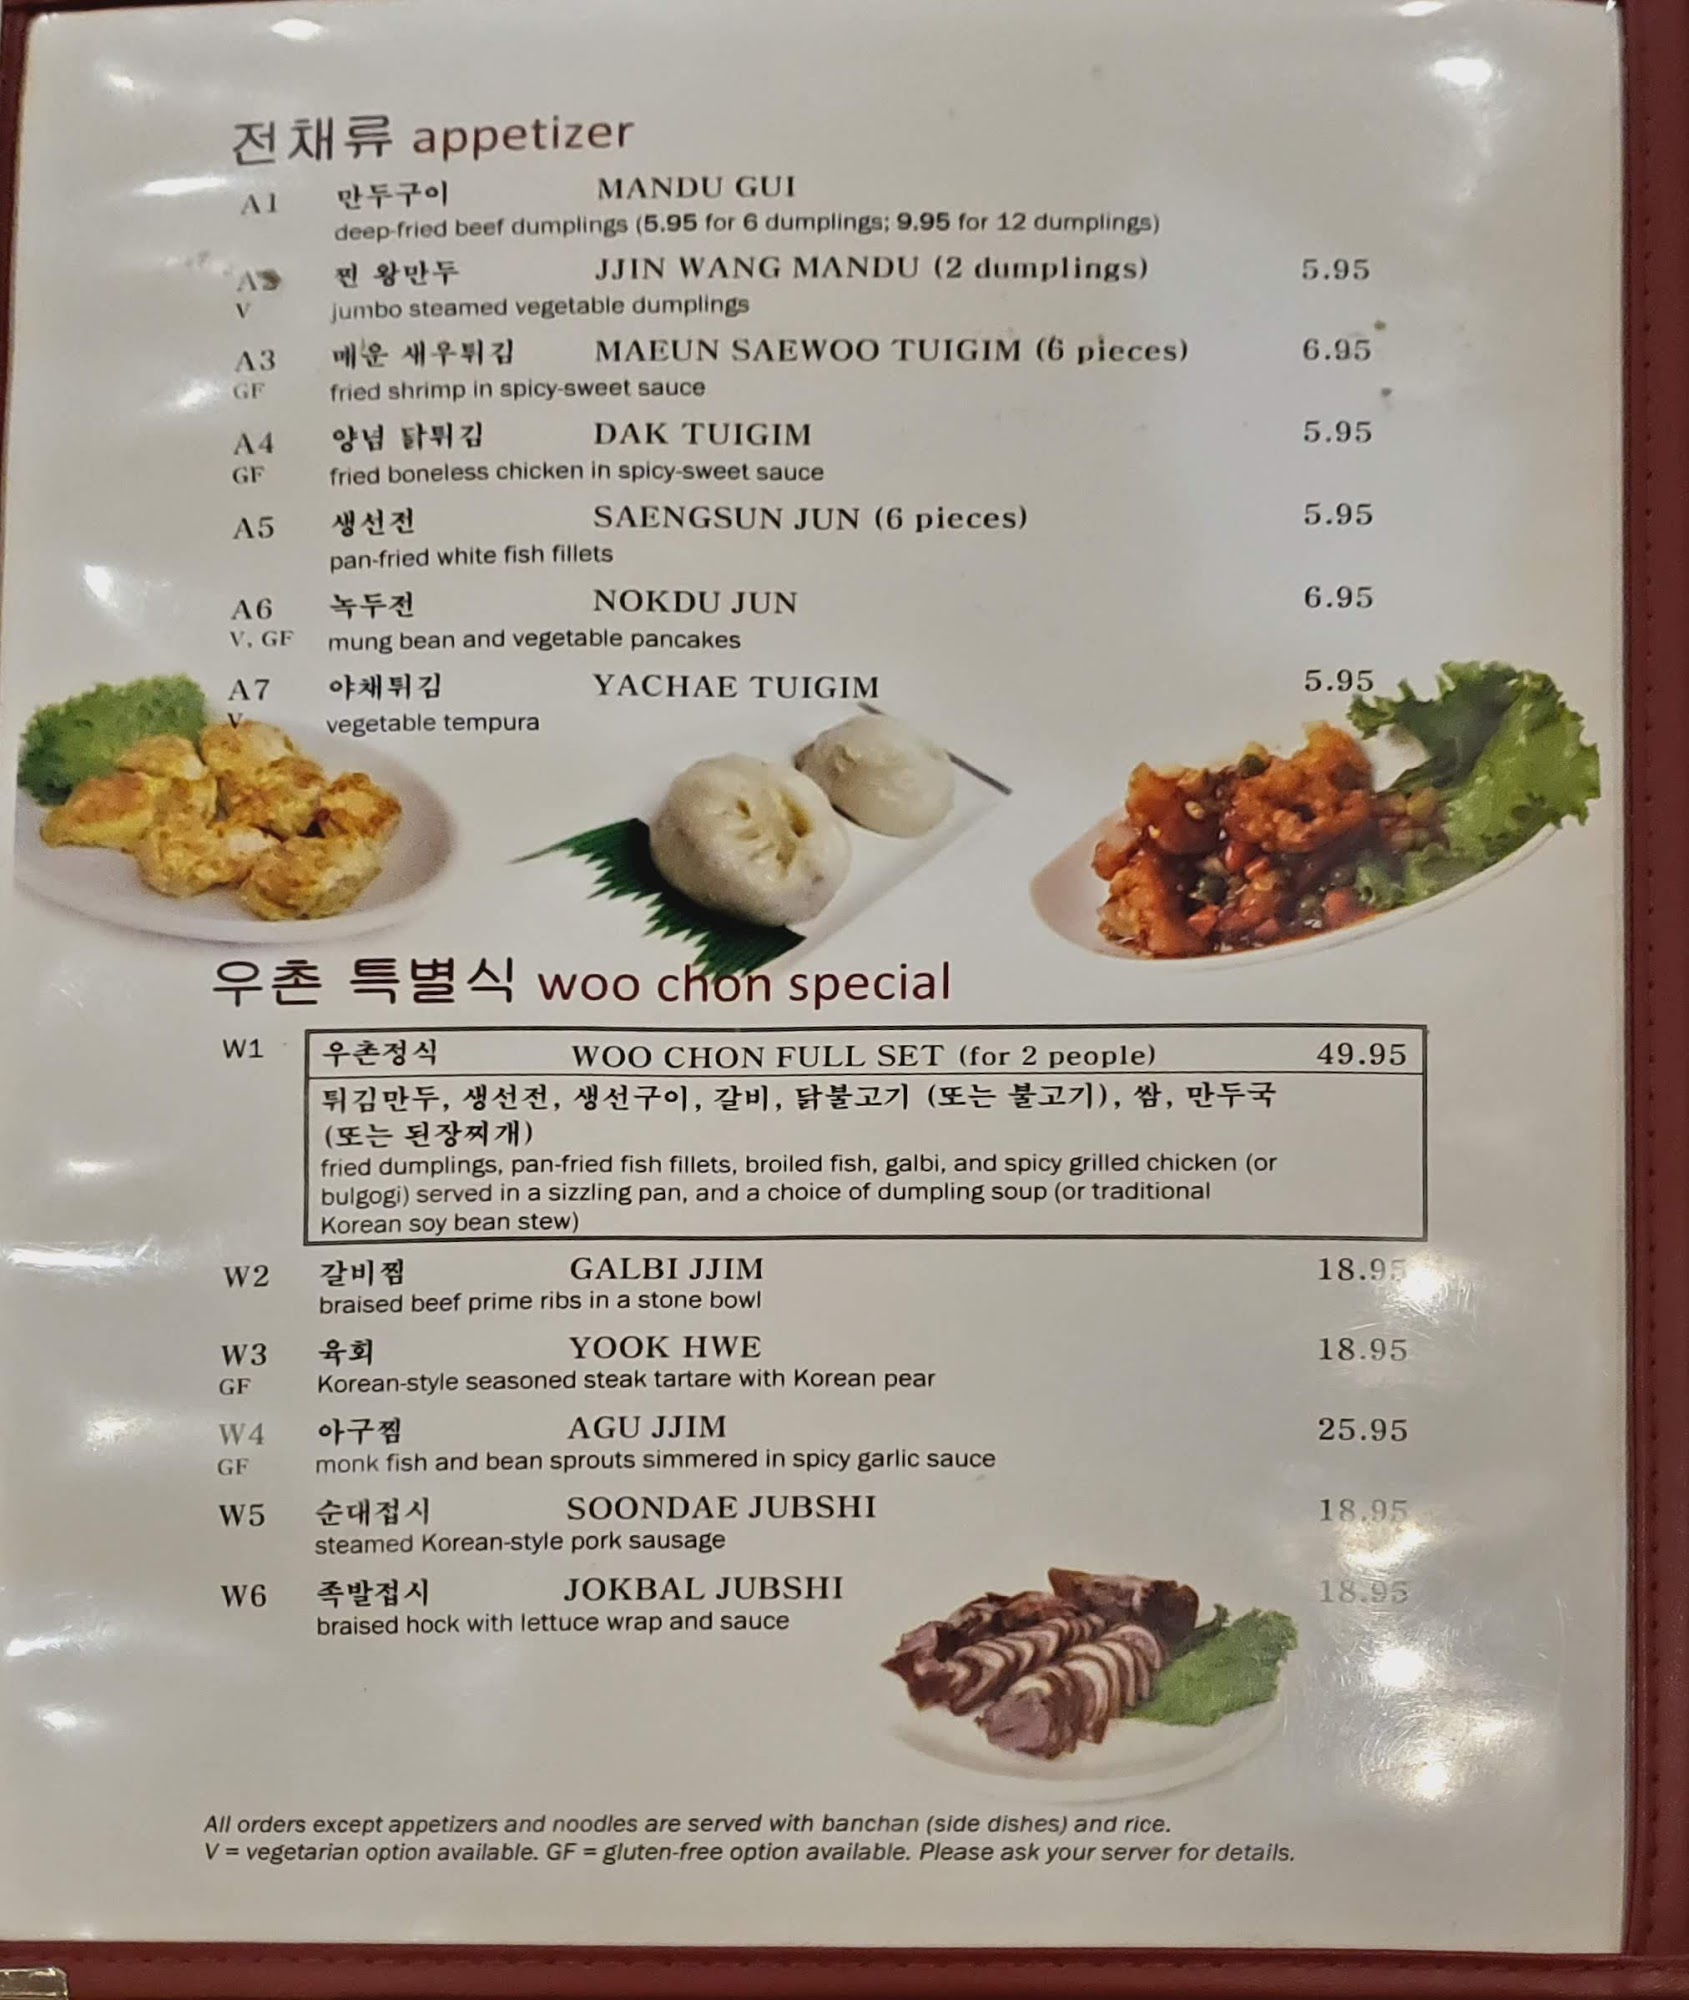 전채류 appetizer
A1 만두구이 MANDU GUI
deep-fried beef dumplings (5.95 for 6 dumplings; 9.95 for 12 dumplings)
찐 왕만두 JJIN WANG MANDU (2 dumplings) 5.95
V jumbo steamed vegetable dumplings
A3 매운 새우튀김 MAEUN SAEWOO TUIGIM (6 pieces) 6.95
GF fried shrimp in spicy-sweet sauce
A4 양념 닭튀김 DAK TUIGIM 5.95
GF fried boneless chicken in spicy-sweet sauce
A5 생선전 SAENGSUN JUN (6 pieces) 5.95
pan-fried white fish fillets
A6 녹두전 NOKDU JUN 6.95
V, GF mung bean and vegetable pancakes
A7 야채튀김 YACHAE TUIGIM 5.95
V vegetable tempura
우촌 특별식 woo chon special
W1 우촌정식 WOO CHON FULL SET (for 2 people) 49.95
튀김만두, 생선전, 생선구이, 갈비, 닭불고기 (또는 불고기), 쌈, 만두국
(또는 된장찌개)
fried dumplings, pan-fried fish fillets, broiled fish, galbi, and spicy grilled chicken (or
bulgogi) served in a sizzling pan, and a choice of dumpling soup (or traditional
Korean soy bean stew)
W2 갈비찜 GALBI JJIM 18.95
braised beef prime ribs in a stone bowl
W3 육회 YOOK HWE 18.95
GF Korean-style seasoned steak tartare with Korean pear
W4 아구찜 AGU JJIM 25.95
GF monk fish and bean sprouts simmered in spicy garlic sauce
W5 순대접시 SOONDAE JUBSHI 18.95
steamed Korean-style pork sausage
W6 족발접시 JOKBAL JUBSHI 18.95
braised hock with lettuce wrap and sauce
All orders except appetizers and noodles are served with banchan (side dishes) and rice.
V = vegetarian option available. GF = gluten-free option available. Please ask your server for details.